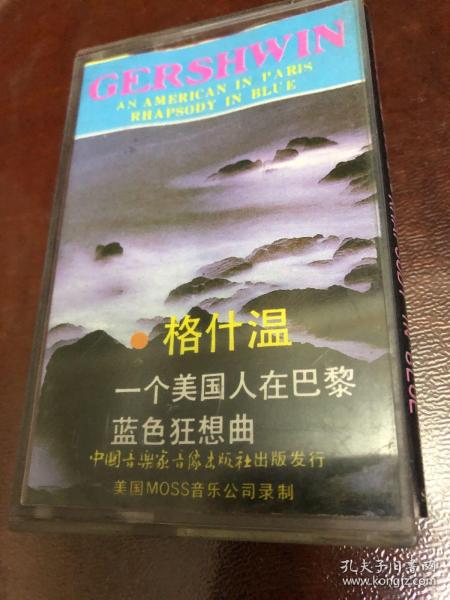 GERSHWIN
AN AMERICAN IN PARIS
RHAPSODY IN BLUE
• 格什温
一个美国人在巴黎
蓝色狂想曲
中国音乐家音像出版社出版发行
美国MOSS音乐公司录制
RHAPSODY IN BLUE
孔夫子旧书网
www.kongfz.com